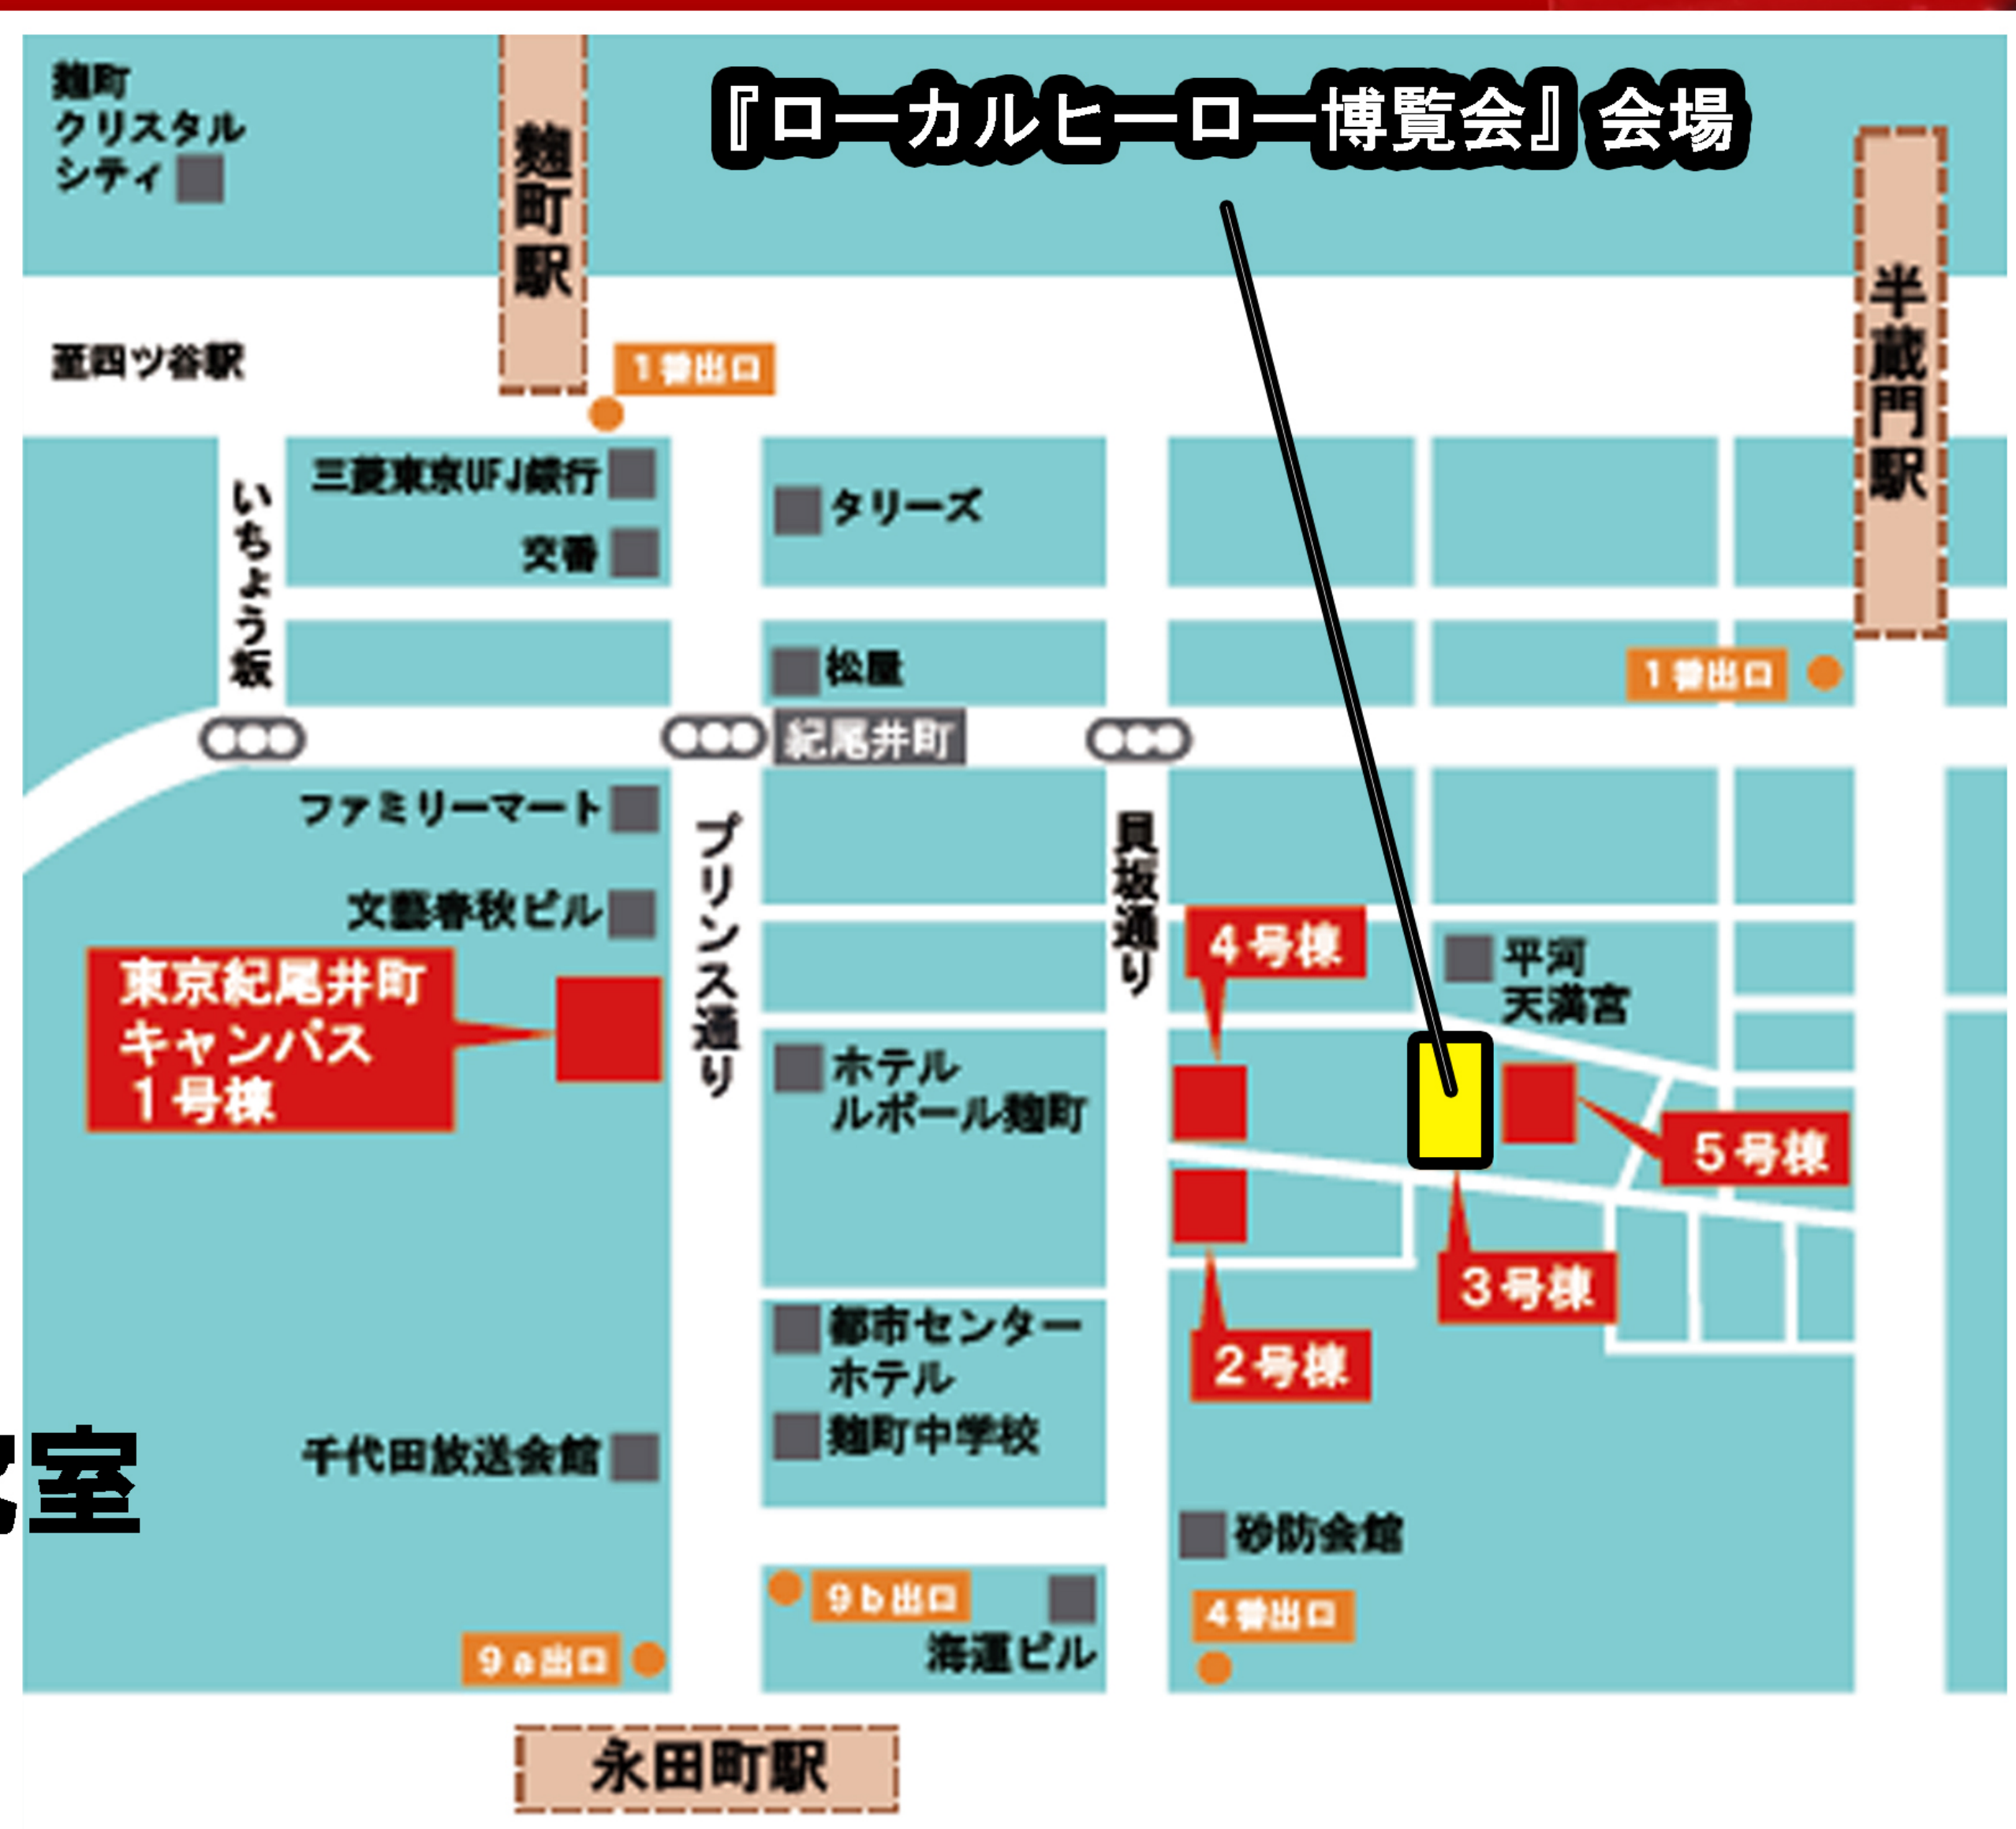 『ローカルヒーロー博覧会』会場
麹町
クリスタル
シティ
麹町駅
半蔵門駅
至四ツ谷駅
1番出口
いちょう坂
三菱東京UFJ銀行
交番
タリーズ
松屋
1番出口
紀尾井町
ファミリーマート
プリンス通り
貝坂通り
文藝春秋ビル
4号棟
平河
天満宮
東京紀尾井町
キャンパス
1号棟
ホテル
ルポール麹町
5号棟
3号棟
都市センター
ホテル
2号棟
麹町中学校
千代田放送会館
室
砂防会館
9b出口
4番出口
海運ビル
9a出口
永田町駅